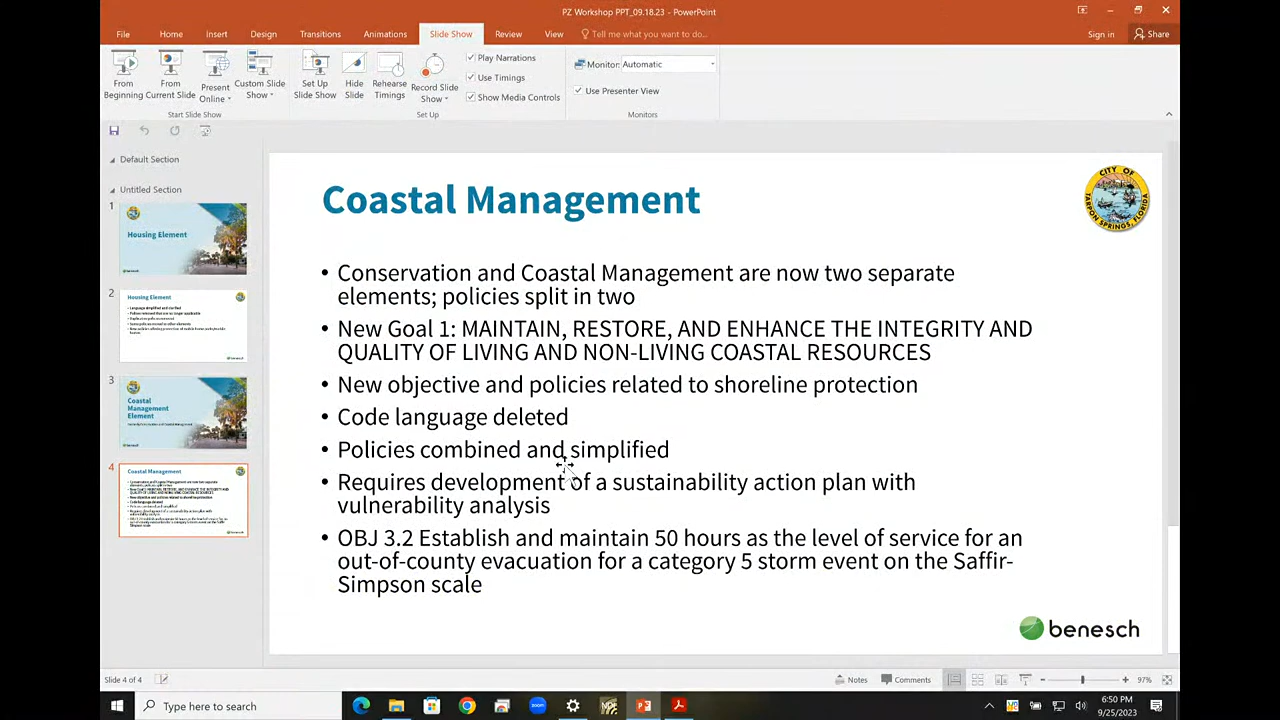 PZ Workshop PPT_09.18.23 - PowerPoint
File Home Insert Design Transitions Animations Slide Show Review View Tell me what you want to do... Sign in Share
From Beginning
From Current Slide
Present Online
Custom Slide Show
Set Up Slide Show
Hide Slide
Rehearse Timings
Record Slide Show
Play Narrations
Use Timings
Show Media Controls
Monitor: Automatic
Use Presenter View
Start Slide Show
Set Up
Monitors
Default Section
Untitled Section
1
Housing Element
2
Housing Element
3
Coastal
Management
Element
4
Coastal Management
Coastal Management
CITY OF
TARPON SPRINGS, FLORIDA
• Conservation and Coastal Management are now two separate
elements; policies split in two
• New Goal 1: MAINTAIN, RESTORE, AND ENHANCE THE INTEGRITY AND
QUALITY OF LIVING AND NON-LIVING COASTAL RESOURCES
• New objective and policies related to shoreline protection
• Code language deleted
• Policies combined and simplified
• Requires development of a sustainability action plan with
vulnerability analysis
• OBJ 3.2 Establish and maintain 50 hours as the level of service for an
out-of-county evacuation for a category 5 storm event on the Saffir-
Simpson scale
benesch
Slide 4 of 4
Notes
Comments
97%
Type here to search
6:50 PM
9/25/2023